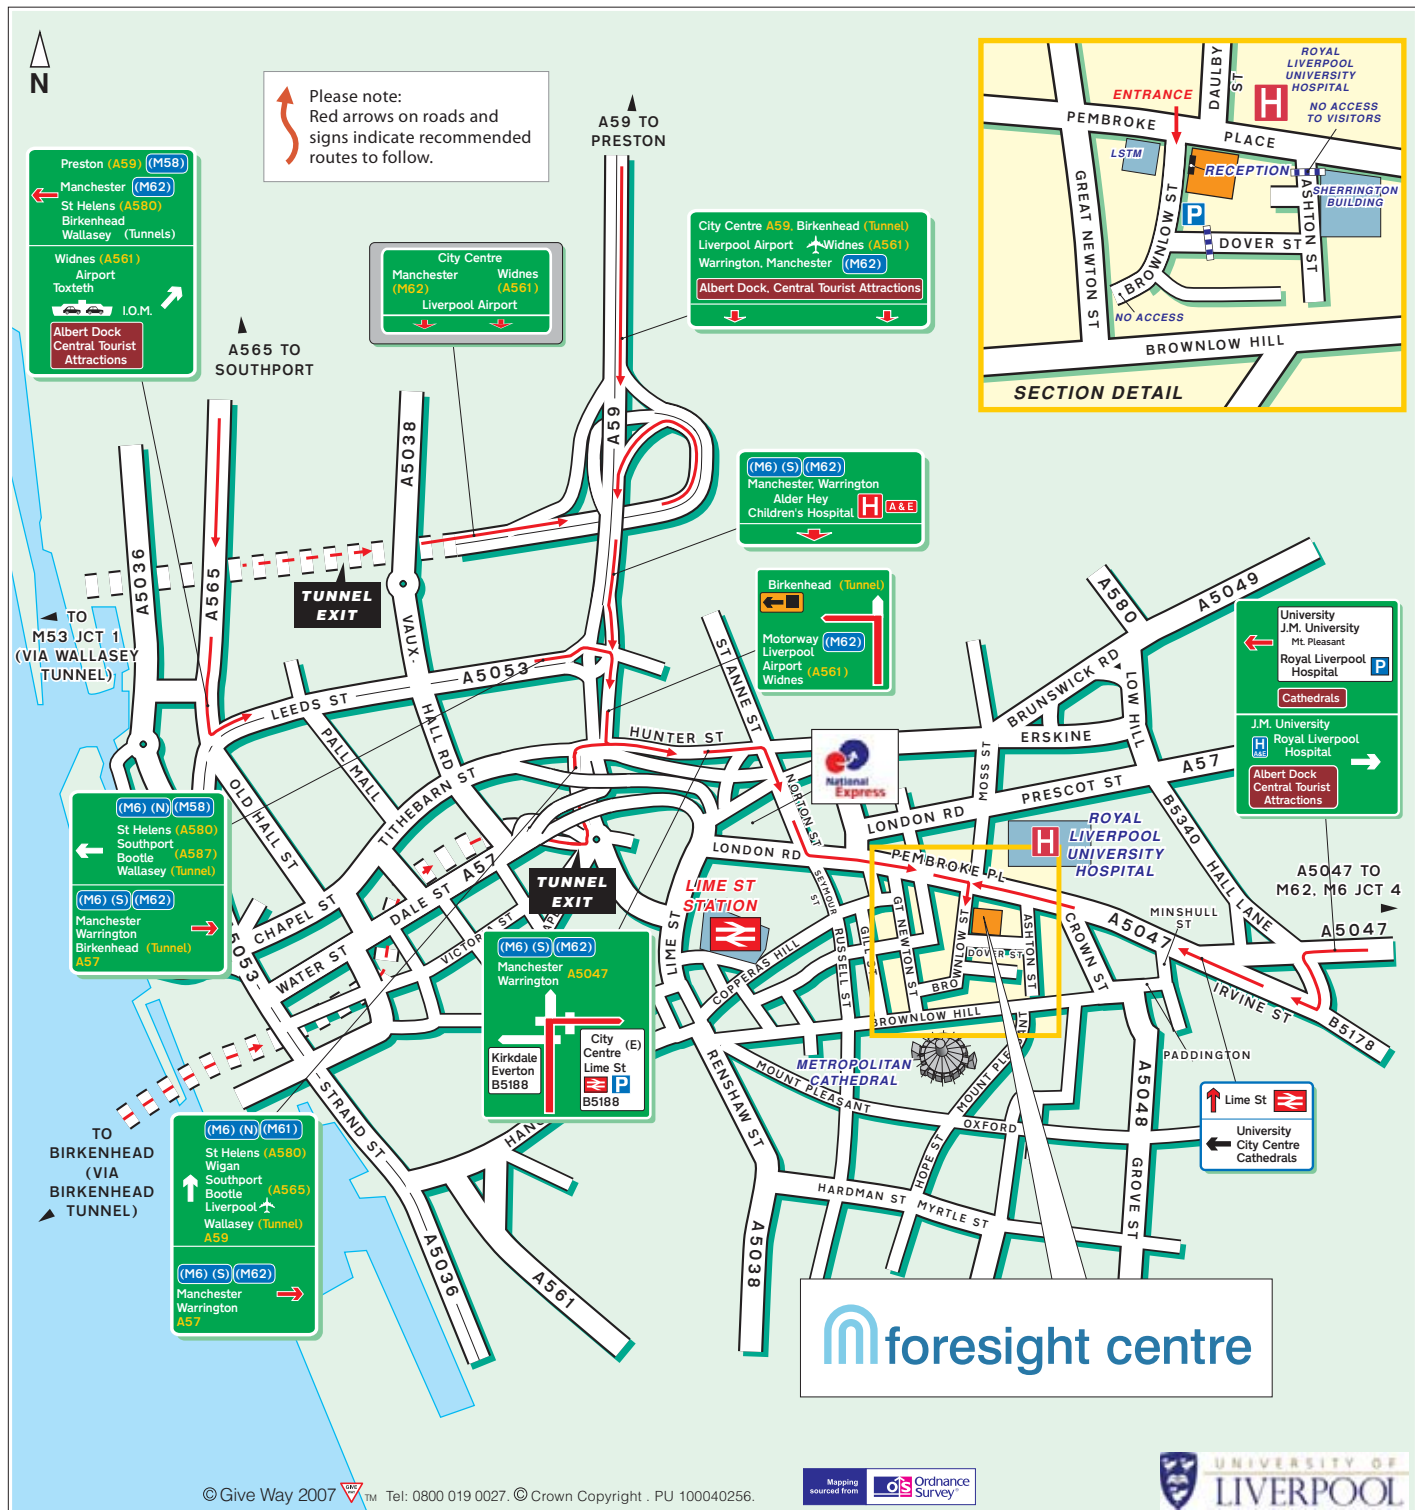 N
Please note:
Red arrows on roads and
signs indicate recommended
routes to follow.
A59 TO
PRESTON
Preston (A59) (M58)
Manchester (M62)
St Helens (A580)
Birkenhead
Wallasey (Tunnels)
Widnes (A561)
Airport
Toxteth
I.O.M.
Albert Dock
Central Tourist
Attractions
City Centre
Manchester Widnes
(M62) (A561)
Liverpool Airport
City Centre A59, Birkenhead (Tunnel)
Liverpool Airport Widnes (A561)
Warrington, Manchester (M62)
Albert Dock, Central Tourist Attractions
ENTRANCE
DAULBY ST
ROYAL
LIVERPOOL
UNIVERSITY
HOSPITAL
H
NO ACCESS
TO VISITORS
PEMBROKE PLACE
LSTM
RECEPTION
SHERRINGTON
BUILDING
P
GREAT NEWTON ST
BROWNLOW ST
DOVER ST
ASHTON ST
NO ACCESS
BROWNLOW HILL
SECTION DETAIL
A565 TO
SOUTHPORT
A5038
A59
(M6) (S) (M62)
Manchester, Warrington
Alder Hey
Children's Hospital H A & E
A5036
A565
TUNNEL
EXIT
VAUX.
Birkenhead (Tunnel)
Motorway (M62)
Liverpool
Airport (A561)
Widnes
TO
M53 JCT 1
(VIA WALLASEY
TUNNEL)
A5053
LEEDS ST
PALL MALL
HALL RD
ST ANNE ST
HUNTER ST
A580
A5049
BRUNSWICK RD
LOW HILL
ERSKINE
MOSS ST
PRESCOT ST
A57
University
J.M. University
Mt. Pleasant
Royal Liverpool
Hospital P
Cathedrals
J.M. University
H A&E Royal Liverpool
Hospital
Albert Dock
Central Tourist
Attractions
National
Express
OLD HALL ST
TITHEBARN ST
NORTON ST
LONDON RD
LONDON RD
B5340 HALL LANE
(M6) (N) (M58)
St Helens (A580)
Southport
Bootle (A587)
Wallasey (Tunnel)
(M6) (S) (M62)
Manchester
Warrington
Birkenhead (Tunnel)
A57
CHAPEL ST
DALE ST A57
TUNNEL
EXIT
LIME ST
STATION
SEYMOUR ST
PEMBROKE PL
H
ROYAL
LIVERPOOL
UNIVERSITY
HOSPITAL
A5047 TO
M62, M6 JCT 4
MINSHULL
ST
A5047
A5047
WATER ST
VICTORIA ST
LIME ST
COPPERAS HILL
RUSSELL ST
GILL ST
GT NEWTON ST
BROWNLOW ST
DOVER ST
ASHTON ST
CROWN ST
BROWNLOW HILL
IRVINE ST
B5178
PADDINGTON
(M6) (S) (M62)
Manchester A5047
Warrington
Kirkdale
Everton
B5188
City (E)
Centre
Lime St
P
B5188
METROPOLITAN
CATHEDRAL
MOUNT PLEASANT
MOUNT PLEASANT
RENSHAW ST
STRAND ST
OXFORD
HOPE ST
A5048
GROVE ST
Lime St
University
City Centre
Cathedrals
TO
BIRKENHEAD
(VIA
BIRKENHEAD
TUNNEL)
(M6) (N) (M61)
St Helens (A580)
Wigan
Southport
Bootle (A565)
Liverpool
Wallasey (Tunnel)
A59
(M6) (S) (M62)
Manchester
Warrington
A57
HARDMAN ST
MYRTLE ST
A5036
A561
A5038
foresight centre
© Give Way 2007 GIVE WAY TM Tel: 0800 019 0027. © Crown Copyright . PU 100040256.
Mapping
sourced from
OS Ordnance
Survey®
UNIVERSITY OF
LIVERPOOL